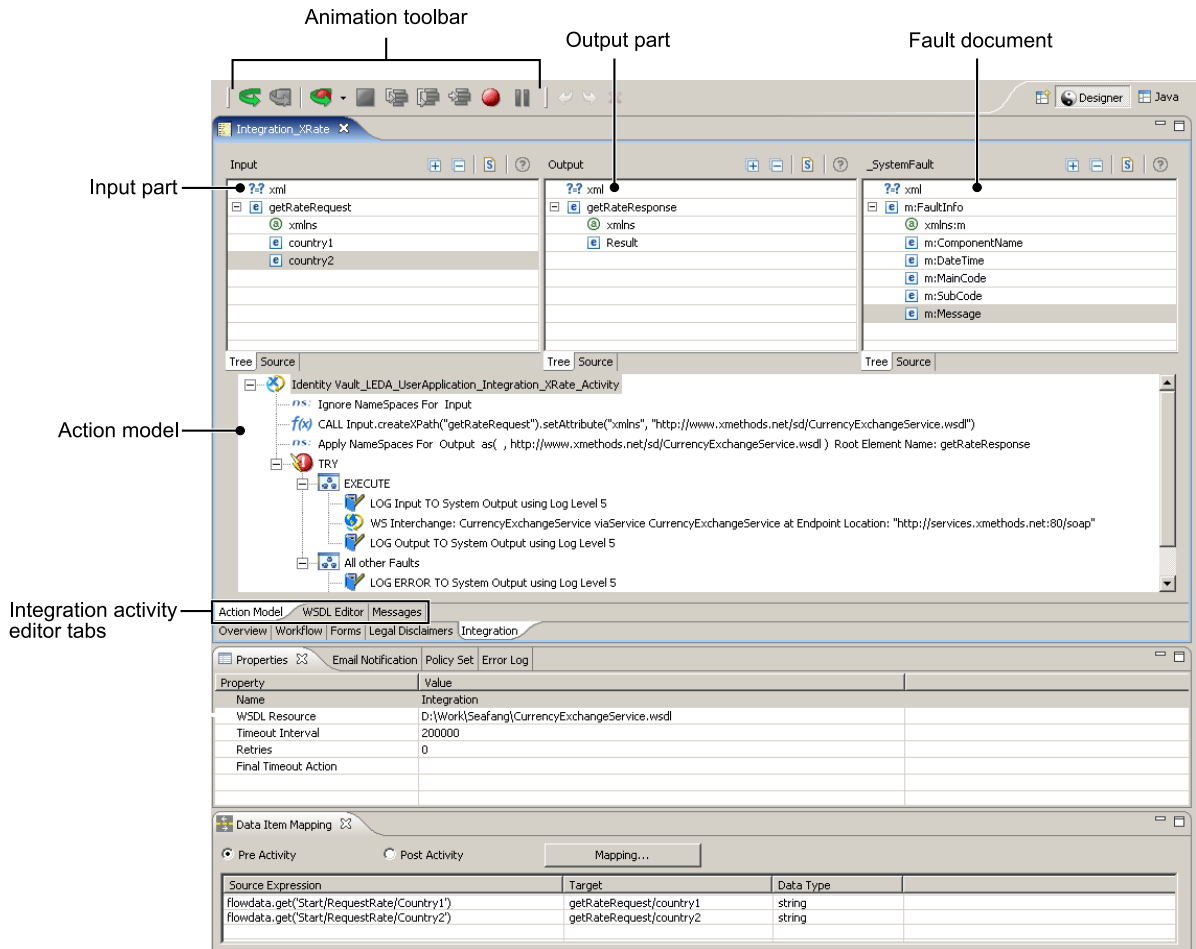 Animation toolbar
Output part
Fault document
Designer
Java
Integration_XRate
Input
Output
_SystemFault
Input part
?=? xml
getRateRequest
xmlns
country1
country2
?=? xml
getRateResponse
xmlns
Result
?=? xml
m:FaultInfo
xmlns:m
m:ComponentName
m:DateTime
m:MainCode
m:SubCode
m:Message
Tree Source
Tree Source
Tree Source
Action model
Identity Vault_LEDA_UserApplication_Integration_XRate_Activity
ns: Ignore NameSpaces For Input
f(x) CALL Input.createXPath("getRateRequest").setAttribute("xmlns", "http://www.xmethods.net/sd/CurrencyExchangeService.wsdl")
ns: Apply NameSpaces For Output as( , http://www.xmethods.net/sd/CurrencyExchangeService.wsdl ) Root Element Name: getRateResponse
TRY
EXECUTE
LOG Input TO System Output using Log Level 5
WS Interchange: CurrencyExchangeService viaService CurrencyExchangeService at Endpoint Location: "http://services.xmethods.net:80/soap"
LOG Output TO System Output using Log Level 5
All other Faults
LOG ERROR TO System Output using Log Level 5
Integration activity
editor tabs
Action Model WSDL Editor Messages
Overview Workflow Forms Legal Disclaimers Integration
Properties Email Notification Policy Set Error Log
Property Value
Name Integration
WSDL Resource D:\Work\Seafang\CurrencyExchangeService.wsdl
Timeout Interval 200000
Retries 0
Final Timeout Action
Data Item Mapping
Pre Activity Post Activity Mapping...
Source Expression Target Data Type
flowdata.get('Start/RequestRate/Country1') getRateRequest/country1 string
flowdata.get('Start/RequestRate/Country2') getRateRequest/country2 string